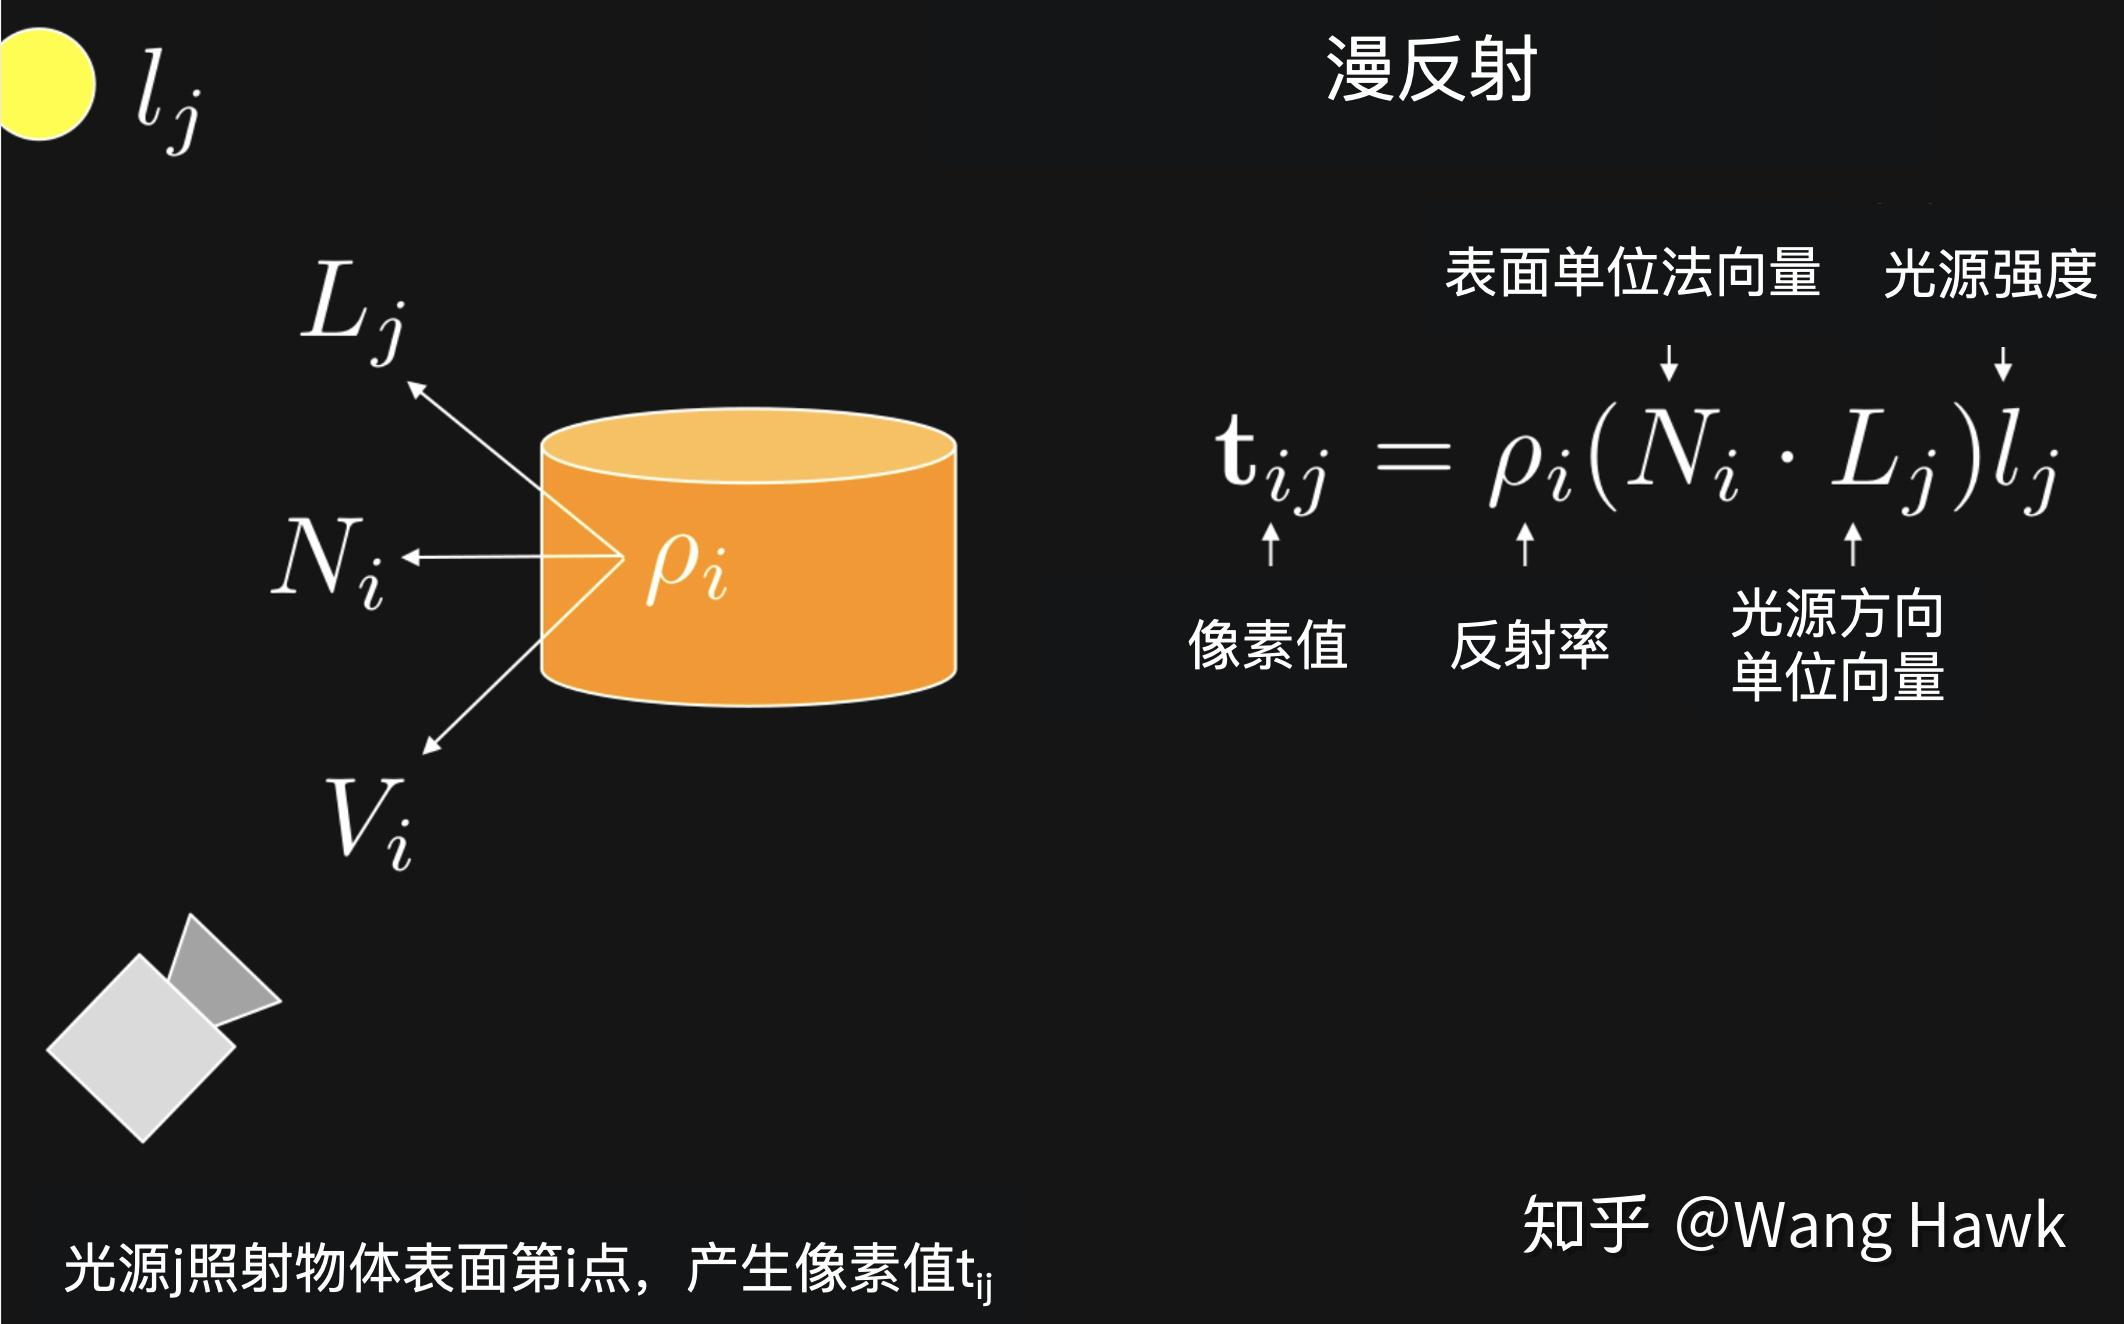 漫反射
l_j
L_j
N_i
ρ_i
V_i
表面单位法向量 光源强度
t_{ij} = ρ_i(N_i · L_j)l_j
像素值 反射率 光源方向
单位向量
知乎 @Wang Hawk
光源j照射物体表面第i点，产生像素值t_{ij}